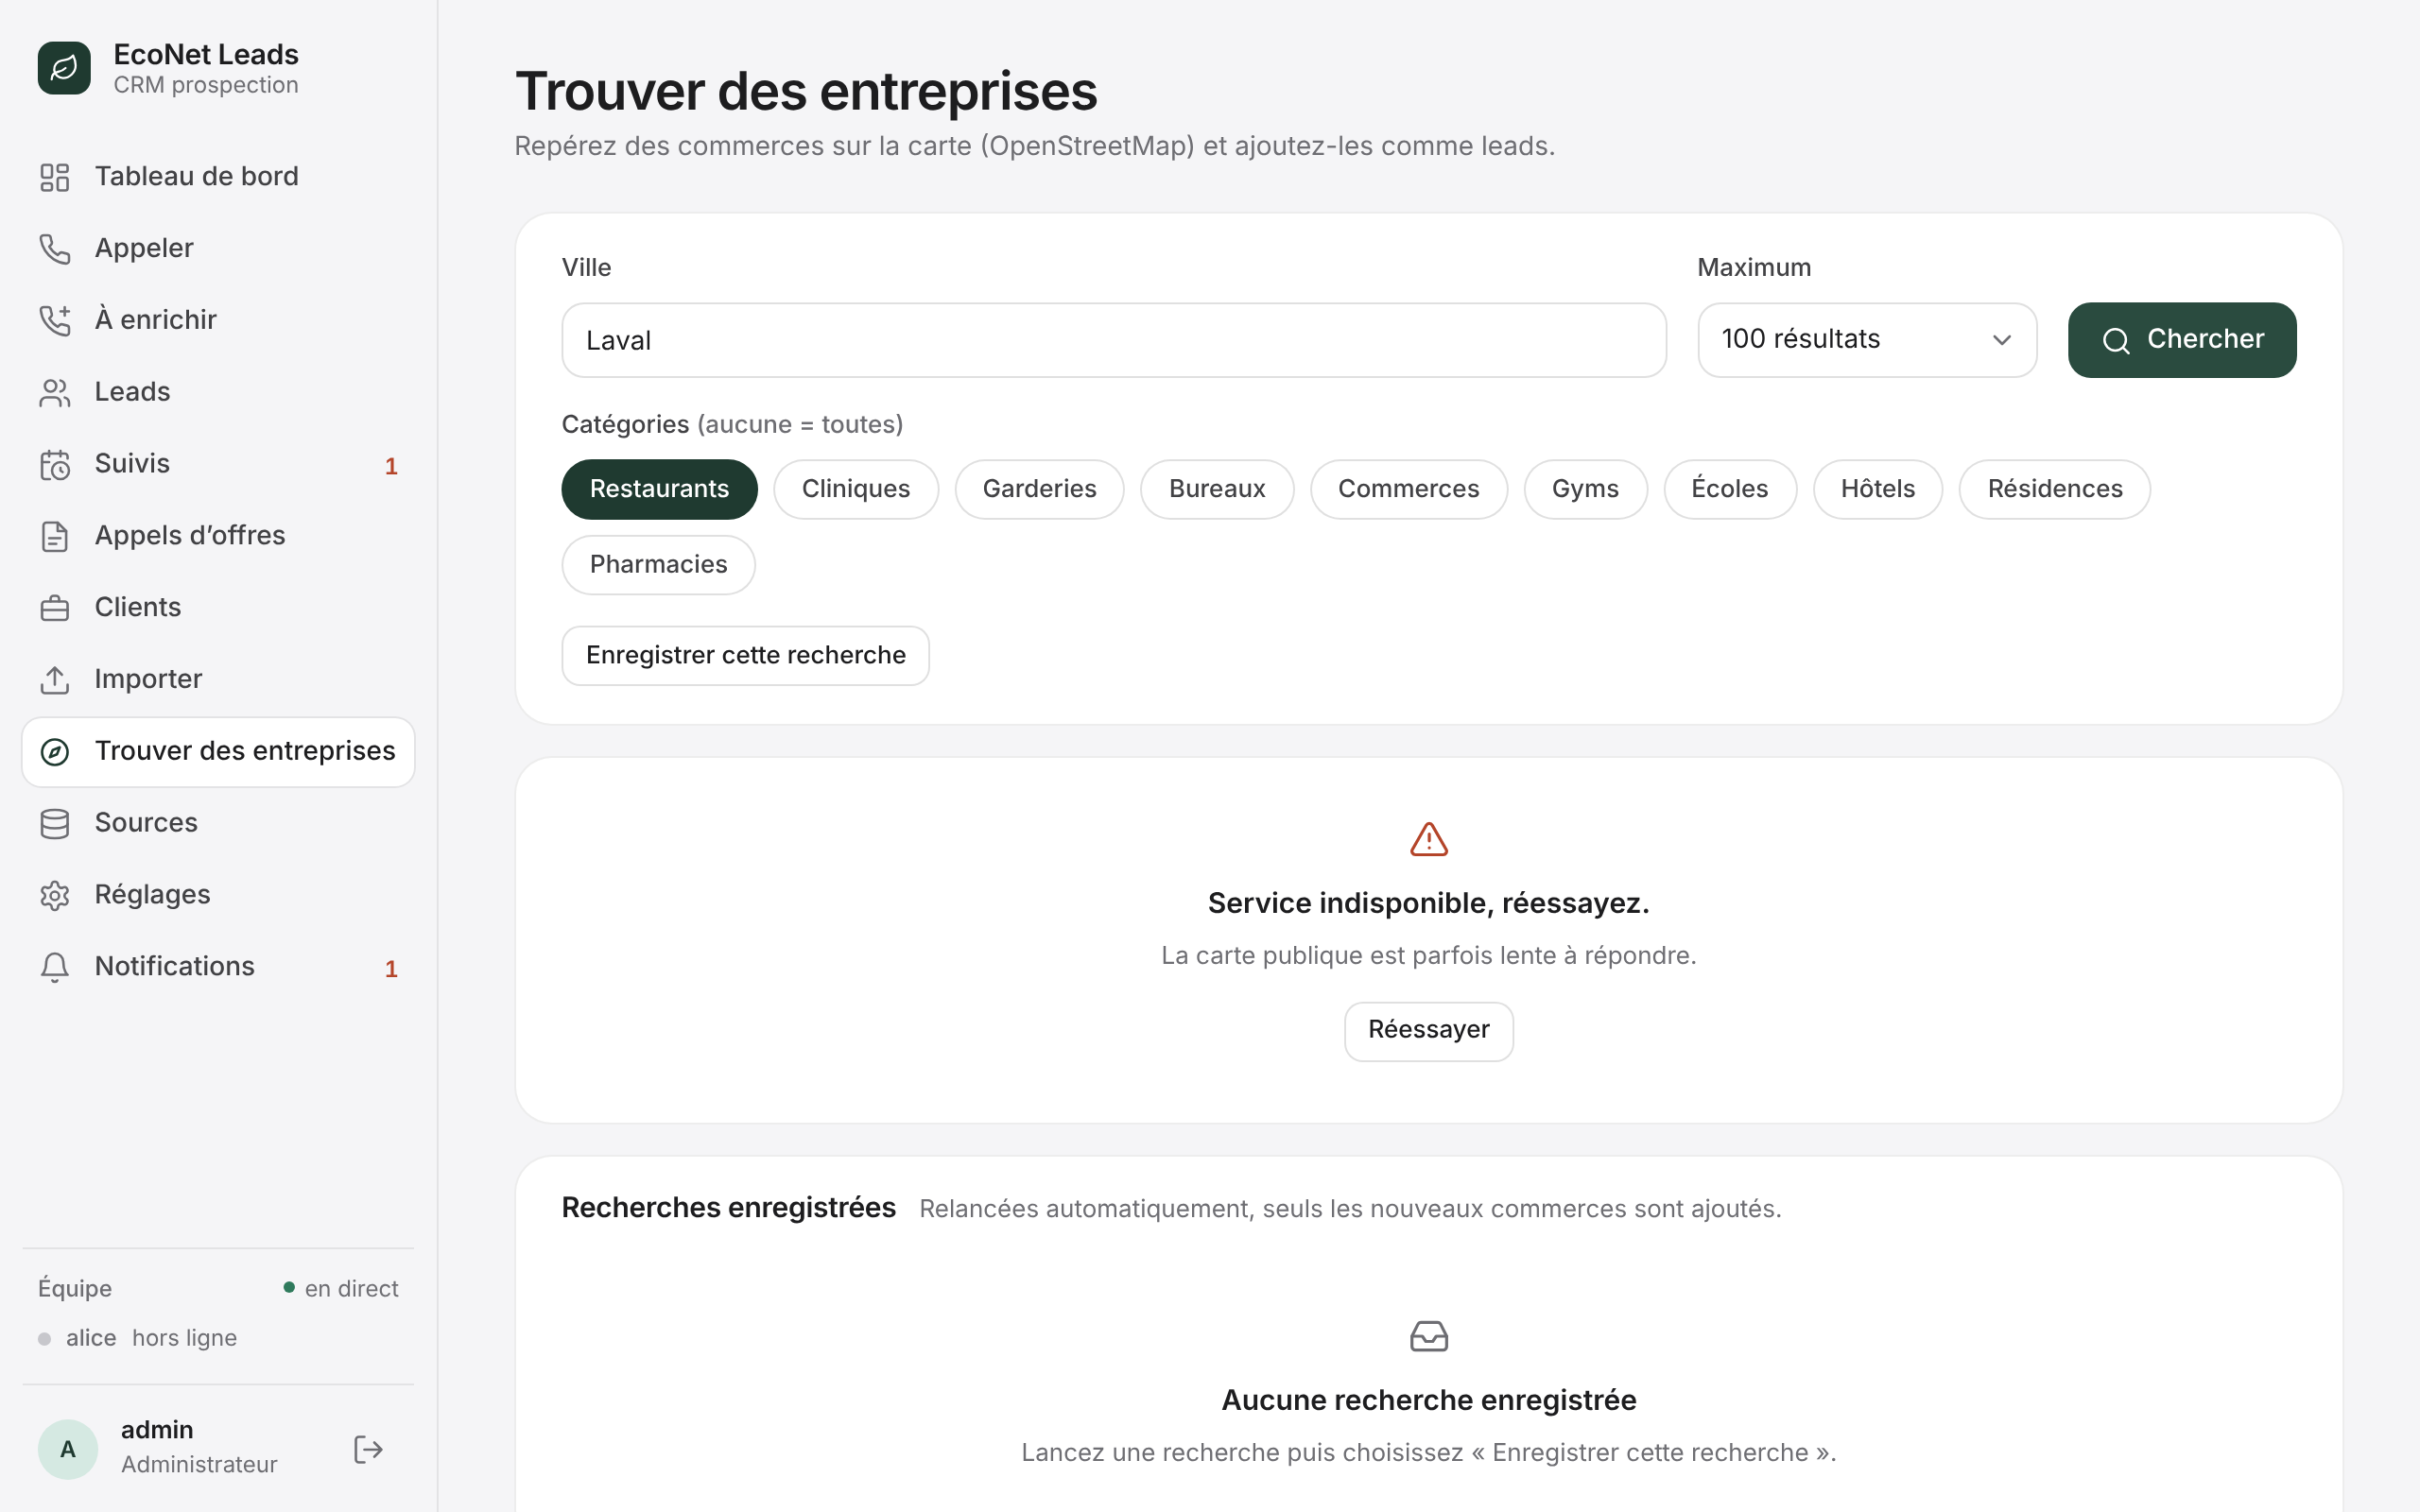 EcoNet Leads
CRM prospection
Tableau de bord
Appeler
À enrichir
Leads
Suivis 1
Appels d’offres
Clients
Importer
Trouver des entreprises
Sources
Réglages
Notifications 1
Équipe en direct
alice hors ligne
A
admin
Administrateur
Trouver des entreprises
Repérez des commerces sur la carte (OpenStreetMap) et ajoutez-les comme leads.
Ville Maximum
Laval 100 résultats Chercher
Catégories (aucune = toutes)
Restaurants Cliniques Garderies Bureaux Commerces Gyms Écoles Hôtels Résidences
Pharmacies
Enregistrer cette recherche
Service indisponible, réessayez.
La carte publique est parfois lente à répondre.
Réessayer
Recherches enregistrées Relancées automatiquement, seuls les nouveaux commerces sont ajoutés.
Aucune recherche enregistrée
Lancez une recherche puis choisissez « Enregistrer cette recherche ».